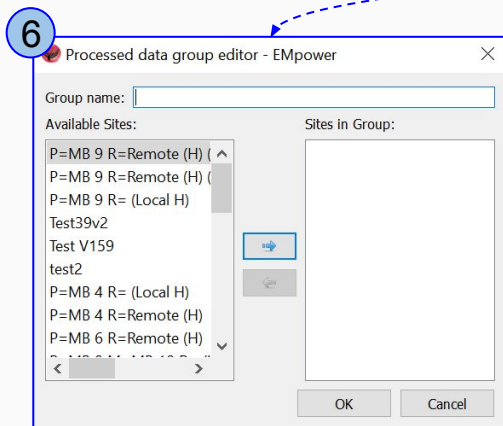 6
Processed data group editor - EMpower
Group name:
Available Sites:
Sites in Group:
P=MB 9 R=Remote (H) (
P=MB 9 R=Remote (H) (
P=MB 9 R= (Local H)
Test39v2
Test V159
test2
P=MB 4 R= (Local H)
P=MB 4 R=Remote (H)
P=MB 6 R=Remote (H)
OK
Cancel